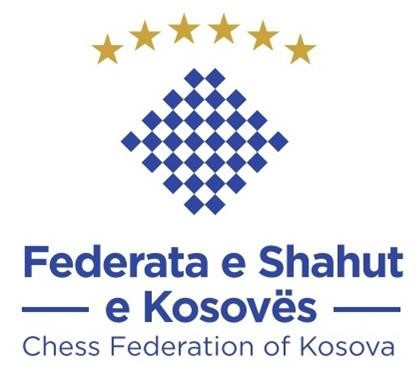 Federata e Shahut
e Kosovës
Chess Federation of Kosova